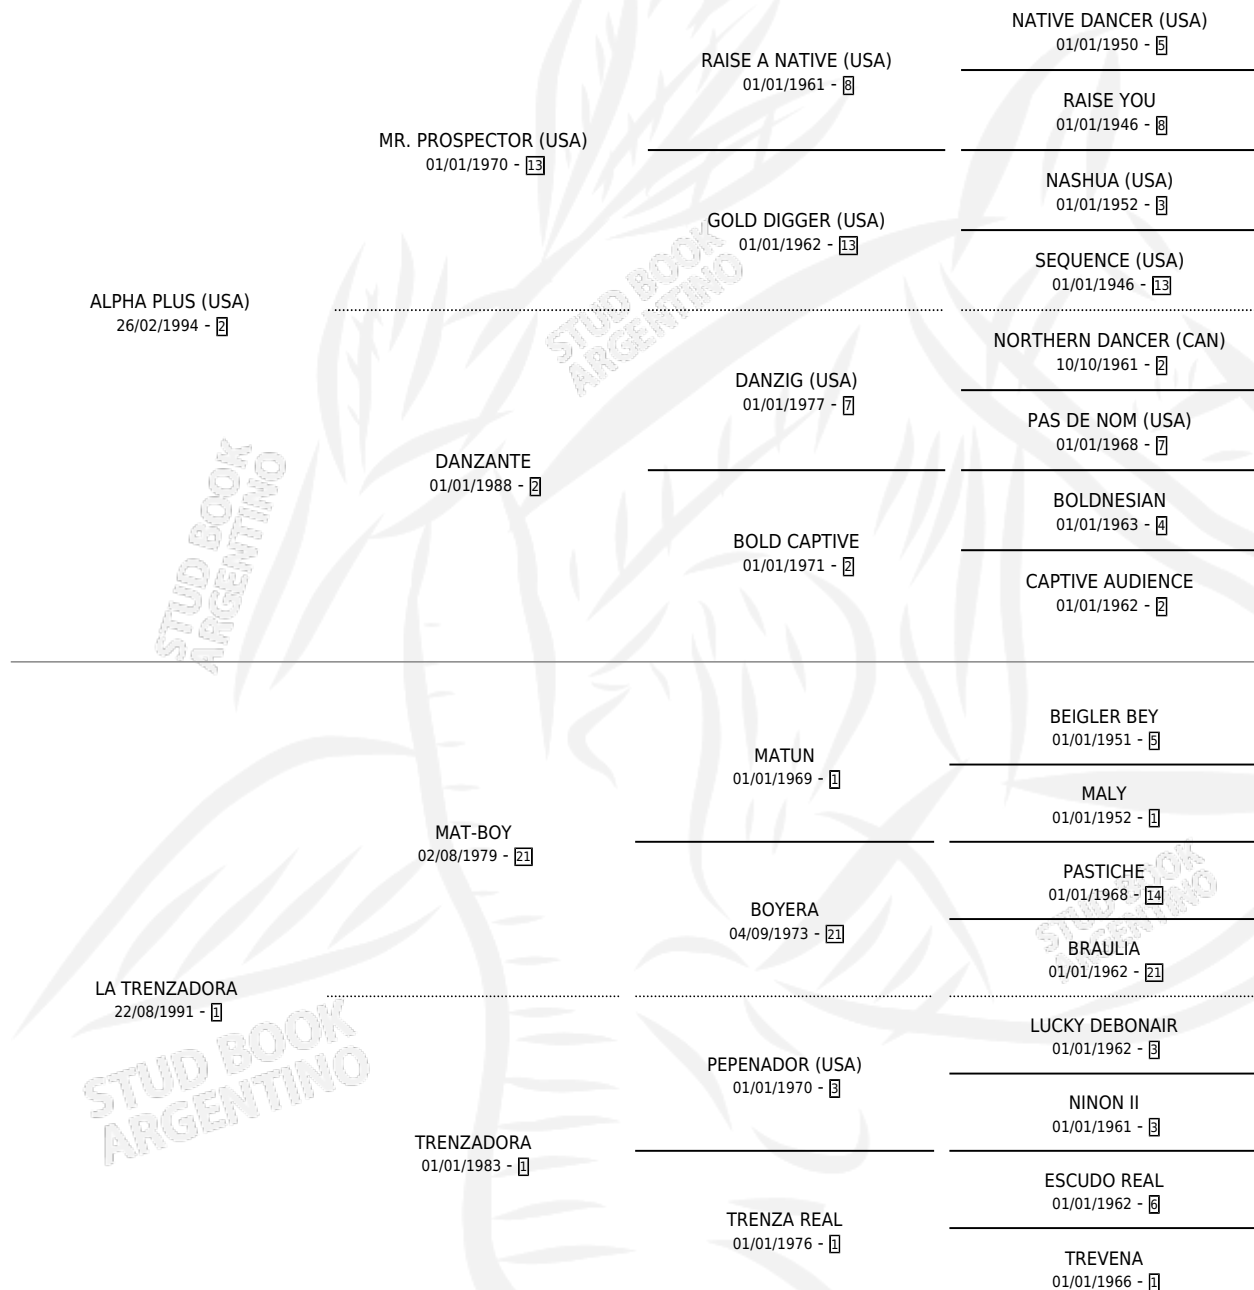 NATIVE DANCER (USA)
01/01/1950 - 5
RAISE A NATIVE (USA)
01/01/1961 - 8
RAISE YOU
01/01/1946 - 8
MR. PROSPECTOR (USA)
01/01/1970 - 13
NASHUA (USA)
01/01/1952 - 3
GOLD DIGGER (USA)
01/01/1962 - 13
SEQUENCE (USA)
01/01/1946 - 13
ALPHA PLUS (USA)
26/02/1994 - 2
STUD BOOK
ARGENTINO
NORTHERN DANCER (CAN)
10/10/1961 - 2
DANZIG (USA)
01/01/1977 - 7
PAS DE NOM (USA)
01/01/1968 - 7
DANZANTE
01/01/1988 - 2
BOLDNESIAN
01/01/1963 - 4
BOLD CAPTIVE
01/01/1971 - 2
CAPTIVE AUDIENCE
01/01/1962 - 2
STUD BOOK
ARGENTINO
BEIGLER BEY
01/01/1951 - 5
MATUN
01/01/1969 - 1
MALY
01/01/1952 - 1
MAT-BOY
02/08/1979 - 21
PASTICHE
01/01/1968 - 14
BOYERA
04/09/1973 - 21
BRAULIA
01/01/1962 - 21
STUD BOOK
ARGENTINO
LA TRENZADORA
22/08/1991 - 1
LUCKY DEBONAIR
01/01/1962 - 3
PEPENADOR (USA)
01/01/1970 - 3
NINON II
01/01/1961 - 3
STUD BOOK
ARGENTINO
TRENZADORA
01/01/1983 - 1
ESCUDO REAL
01/01/1962 - 6
TRENZA REAL
01/01/1976 - 1
TREVENA
01/01/1966 - 1